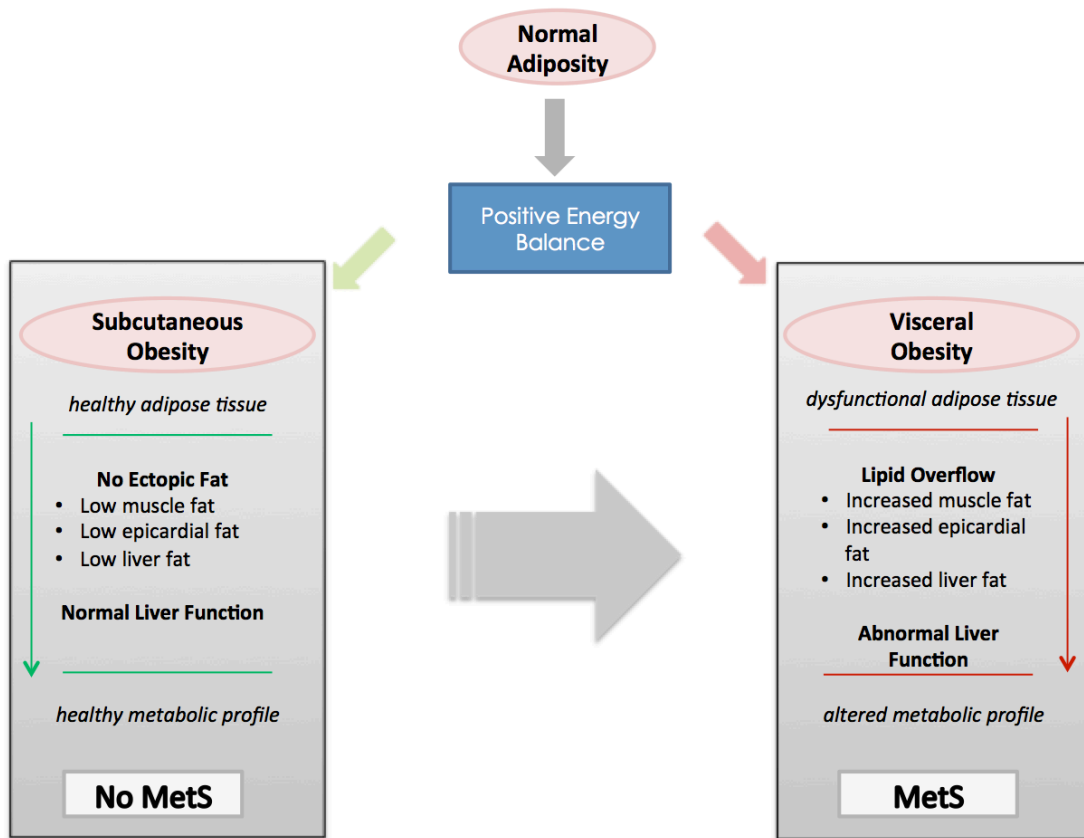 Normal
Adiposity
Positive Energy
Balance
Subcutaneous
Obesity
healthy adipose tissue
No Ectopic Fat
• Low muscle fat
• Low epicardial fat
• Low liver fat
Normal Liver Function
healthy metabolic profile
No MetS
Visceral
Obesity
dysfunctional adipose tissue
Lipid Overflow
• Increased muscle fat
• Increased epicardial
fat
• Increased liver fat
Abnormal Liver
Function
altered metabolic profile
MetS